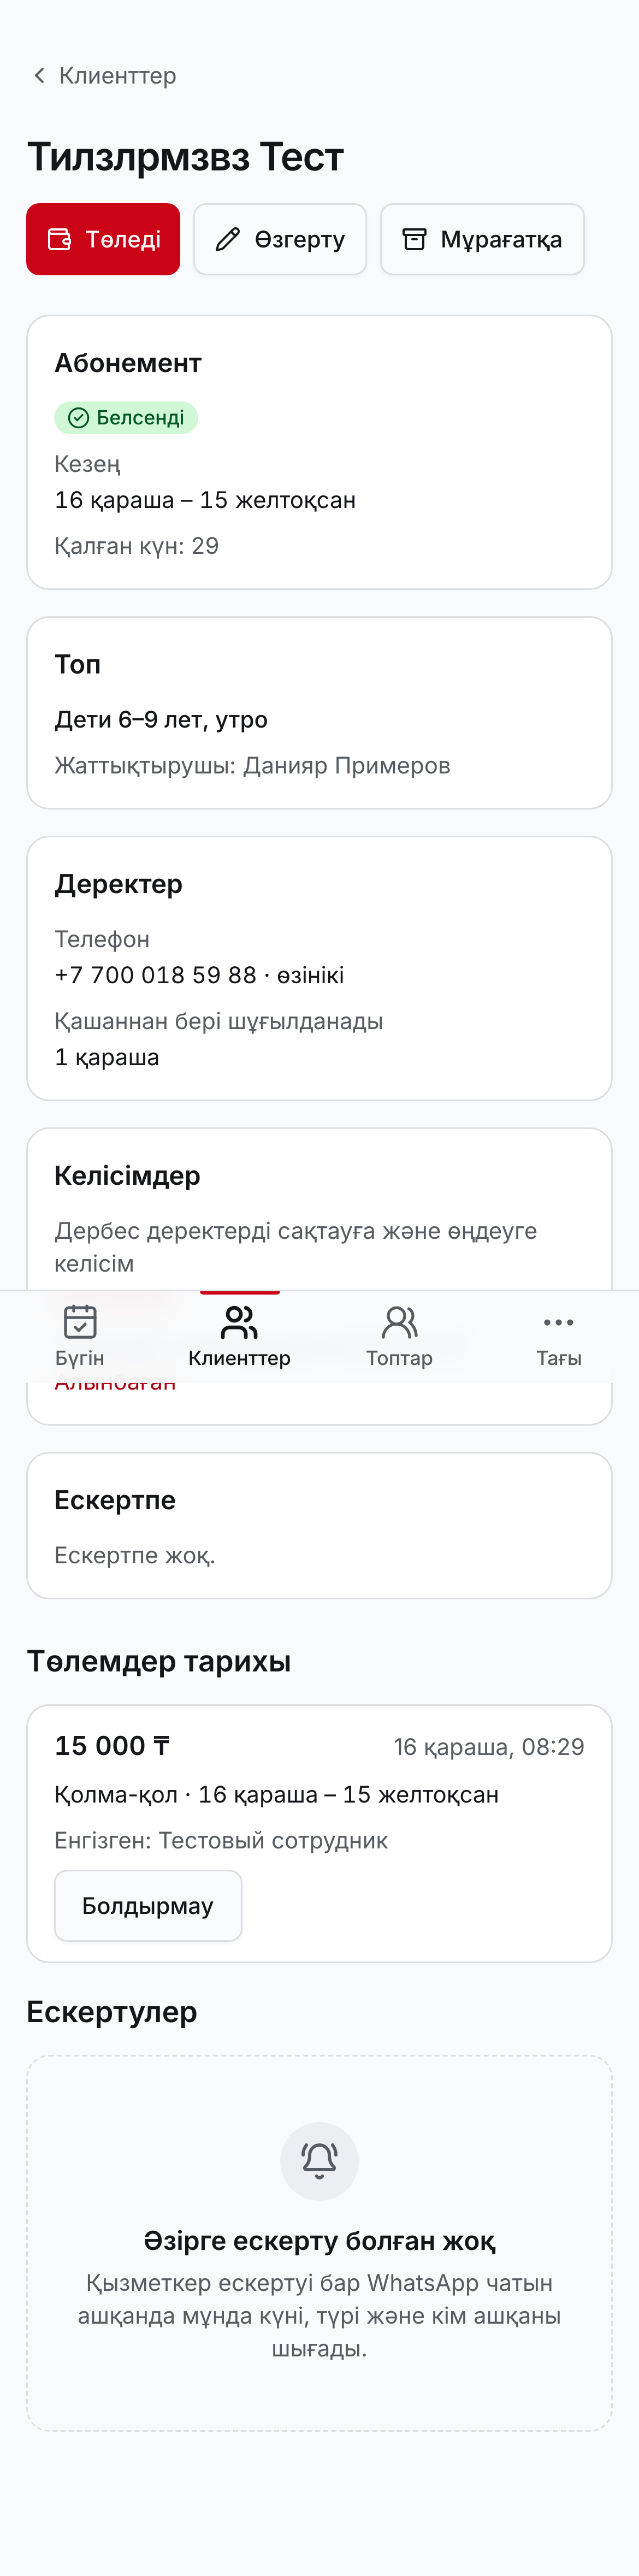 Клиенттер
Тилзлрмзвз Тест
Төледі
Өзгерту
Мұрағатқа
Абонемент
Белсенді
Кезең
16 қараша – 15 желтоқсан
Қалған күн: 29
Топ
Дети 6–9 лет, утро
Жаттықтырушы: Данияр Примеров
Деректер
Телефон
+7 700 018 59 88 · өзінікі
Қашаннан бері шұғылданады
1 қараша
Келісімдер
Дербес деректерді сақтауға және өңдеуге
келісім
Бүгін
Клиенттер
Топтар
Тағы
Алынбаған
Ескертпе
Ескертпе жоқ.
Төлемдер тарихы
15 000 ₸
16 қараша, 08:29
Қолма-қол · 16 қараша – 15 желтоқсан
Енгізген: Тестовый сотрудник
Болдырмау
Ескертулер
Әзірге ескерту болған жоқ
Қызметкер ескертуі бар WhatsApp чатын
ашқанда мұнда күні, түрі және кім ашқаны
шығады.